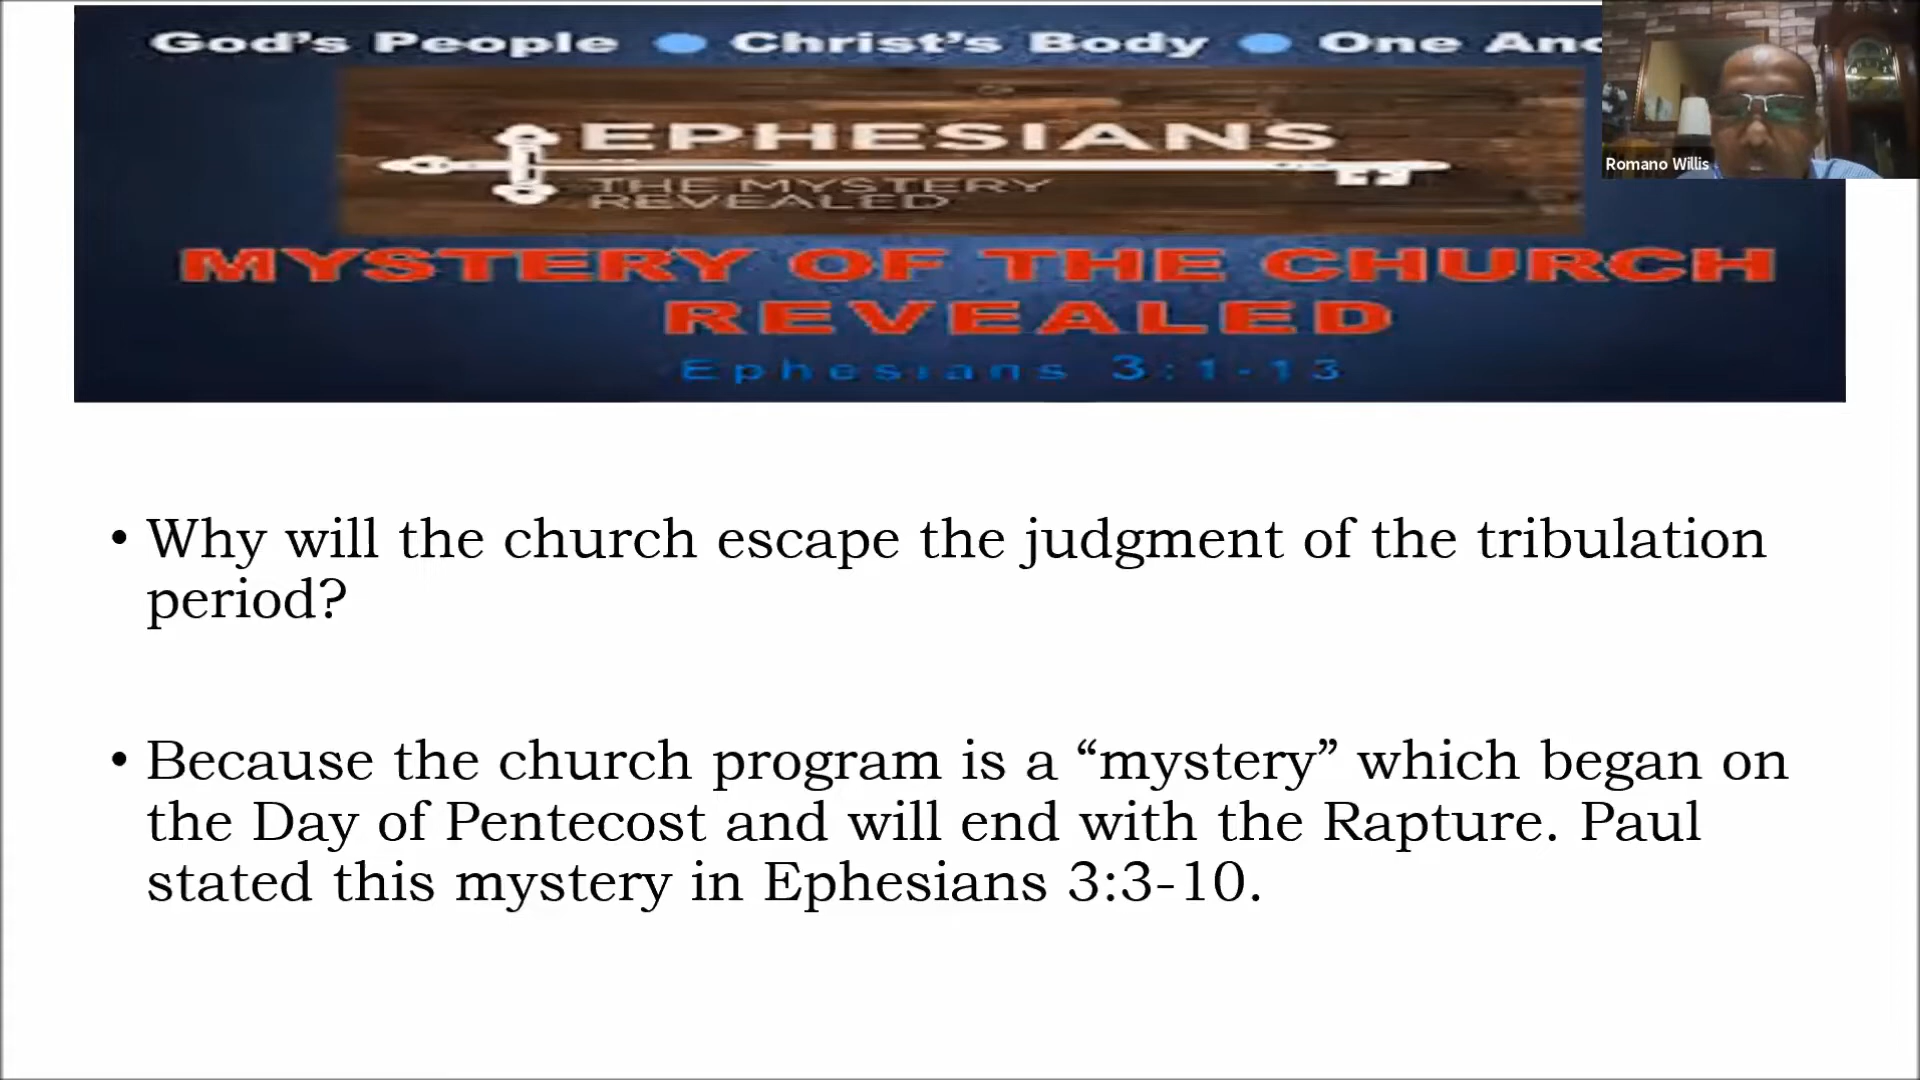 God's People • Christ's Body • One Ano
EPHESIANS
THE MYSTERY
REVEALED
MYSTERY OF THE CHURCH
REVEALED
Ephesians 3:1-13
Romano Willis
• Why will the church escape the judgment of the tribulation
period?
• Because the church program is a “mystery” which began on
the Day of Pentecost and will end with the Rapture. Paul
stated this mystery in Ephesians 3:3-10.